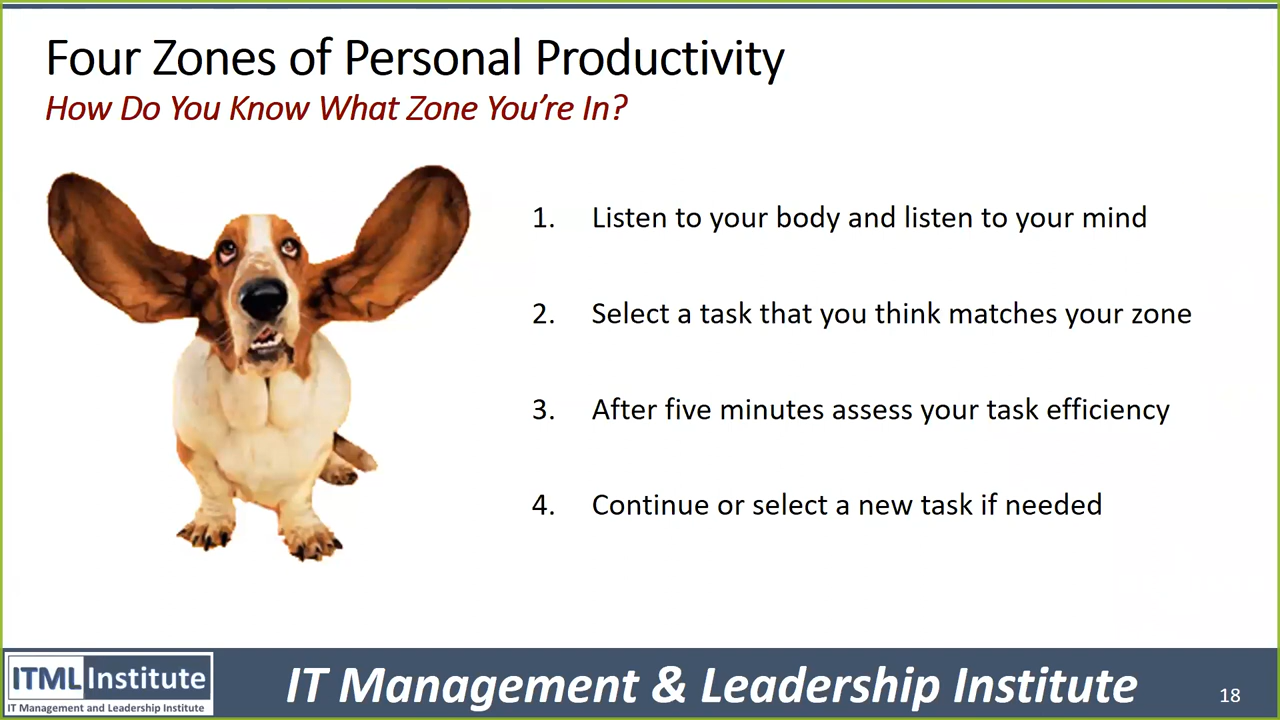 Four Zones of Personal Productivity
How Do You Know What Zone You're In?
1. Listen to your body and listen to your mind
2. Select a task that you think matches your zone
3. After five minutes assess your task efficiency
4. Continue or select a new task if needed
ITML Institute
IT Management and Leadership Institute
IT Management & Leadership Institute
18